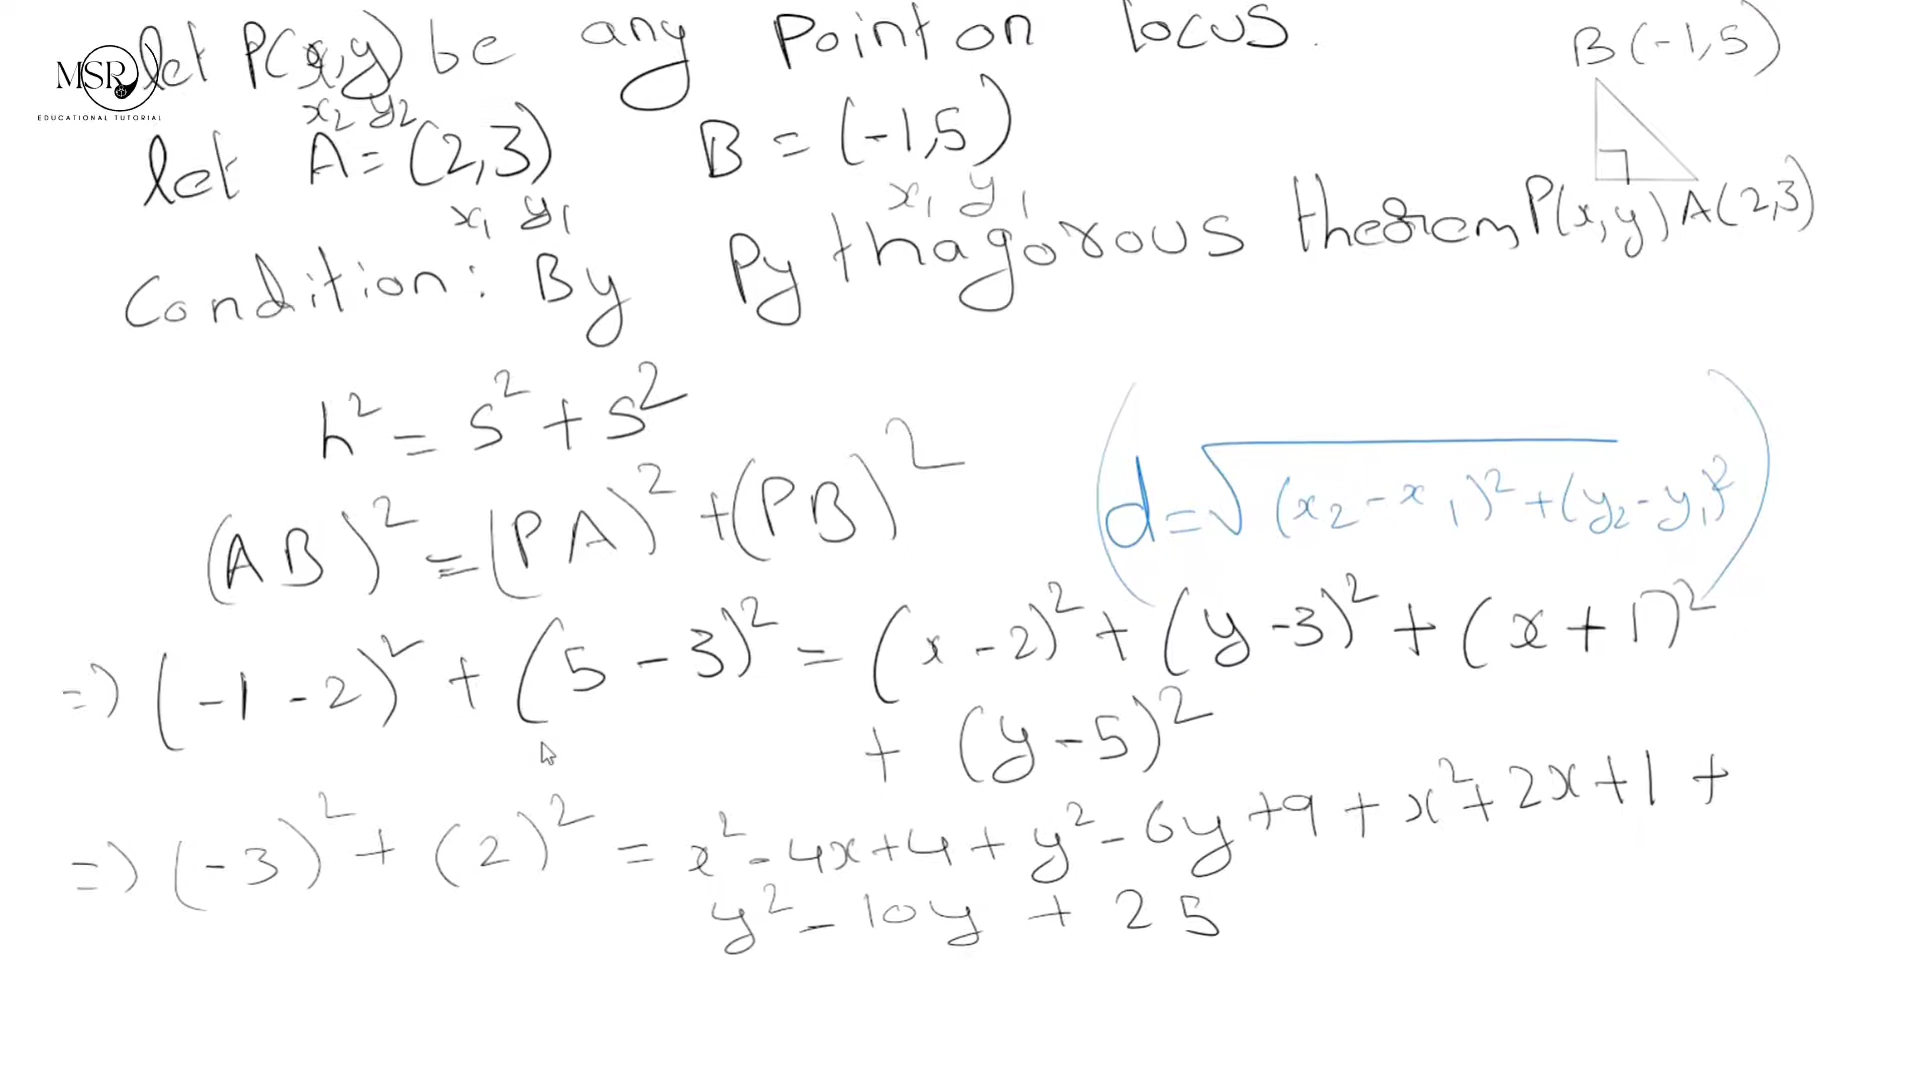 MSR
EDUCATIONAL TUTORIAL
let P(x,y) be any Point on locus.
x₂ y₂
let A = (2,3) B = (-1,5)
x₁ y₁ x₁ y₁
B(-1,5)
P(x,y) A(2,3)
Condition: By Pythagorous theorem,
h² = s² + s²
(AB)² = (PA)² + (PB)²
(d = √(x₂ - x₁)² + (y₂ - y₁)²)
=> (-1 - 2)² + (5 - 3)² = (x - 2)² + (y - 3)² + (x + 1)²
+ (y - 5)²
=> (-3)² + (2)² = x² - 4x + 4 + y² - 6y + 9 + x² + 2x + 1 +
y² - 10y + 25